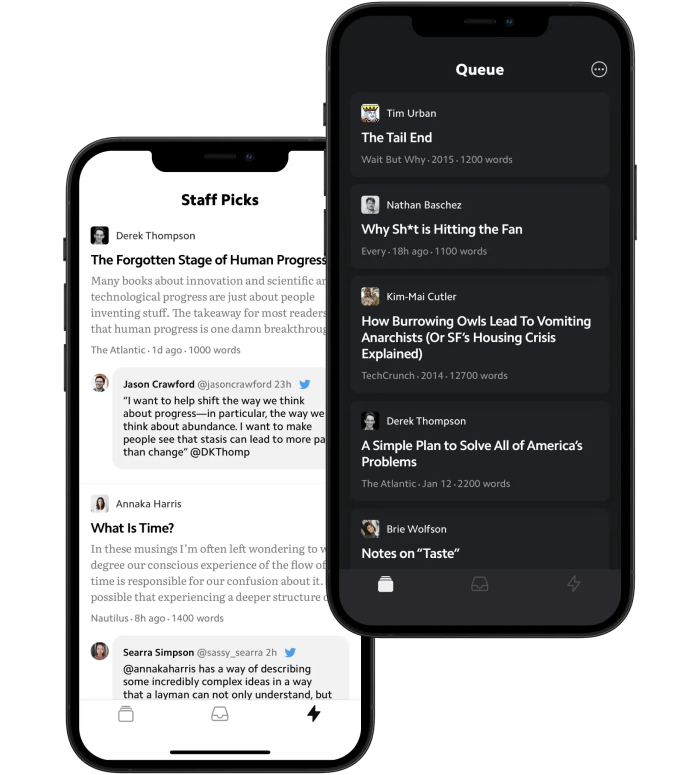 Queue
Tim Urban
The Tail End
Wait But Why · 2015 · 1200 words
Nathan Baschez
Why Sh*t is Hitting the Fan
Every · 18h ago · 1100 words
Kim-Mai Cutler
How Burrowing Owls Lead To Vomiting
Anarchists (Or SF’s Housing Crisis
Explained)
TechCrunch · 2014 · 12700 words
Derek Thompson
A Simple Plan to Solve All of America’s
Problems
The Atlantic · Jan 12 · 2200 words
Brie Wolfson
Notes on “Taste”
Staff Picks
Derek Thompson
The Forgotten Stage of Human Progress
Many books about innovation and scientific
technological progress are just about people
inventing stuff. The takeaway for most readers
that human progress is one damn
The Atlantic · 1d ago · 1000 words
Jason Crawford @jasoncrawford 23h
“I want to help shift the way we think
about progress—in particular, the way we
think about abundance. I want to make
people see that stasis can lead to more
than change” @DKThomp
Annaka Harris
What Is Time?
In these musings I’m often left wondering to
degree our conscious experience of the flow of
time is responsible for our confusion about it.
possible that experiencing a deeper structure
Nautilus · 8h ago · 1400 words
Searra Simpson @sassy_searra 2h
@annakaharris has a way of describing
some incredibly complex ideas in a way
that a layman can not only understand, but